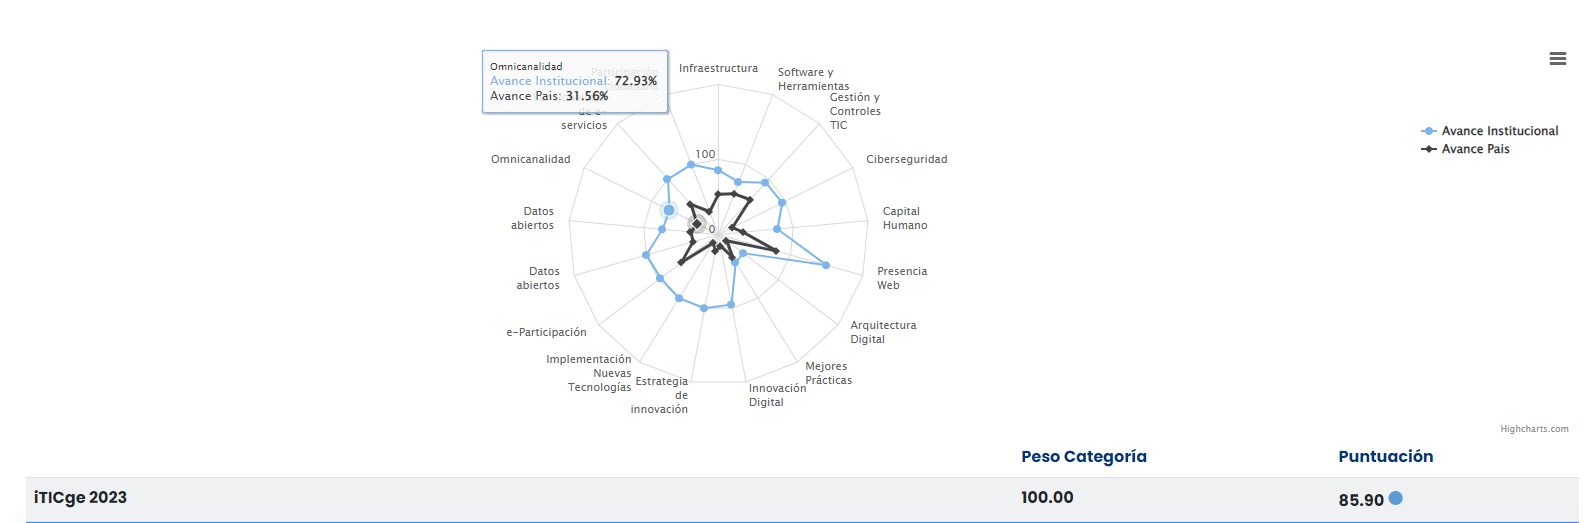 Omnicanalidad
Avance Institucional: 72.93%
Avance Pais: 31.56%
de e-
servicios
Infraestructura
Software y
Herramientas
Gestión y
Controles
TIC
Ciberseguridad
Capital
Humano
Presencia
Web
Arquitectura
Digital
Mejores
Prácticas
Innovación
Digital
Estrategia
de
innovación
Implementación
Nuevas
Tecnologías
e-Participación
Datos
abiertos
Datos
abiertos
Omnicanalidad
100
0
Avance Institucional
Avance Pais
Highcharts.com
Peso Categoría Puntuación
iTICge 2023 100.00 85.90